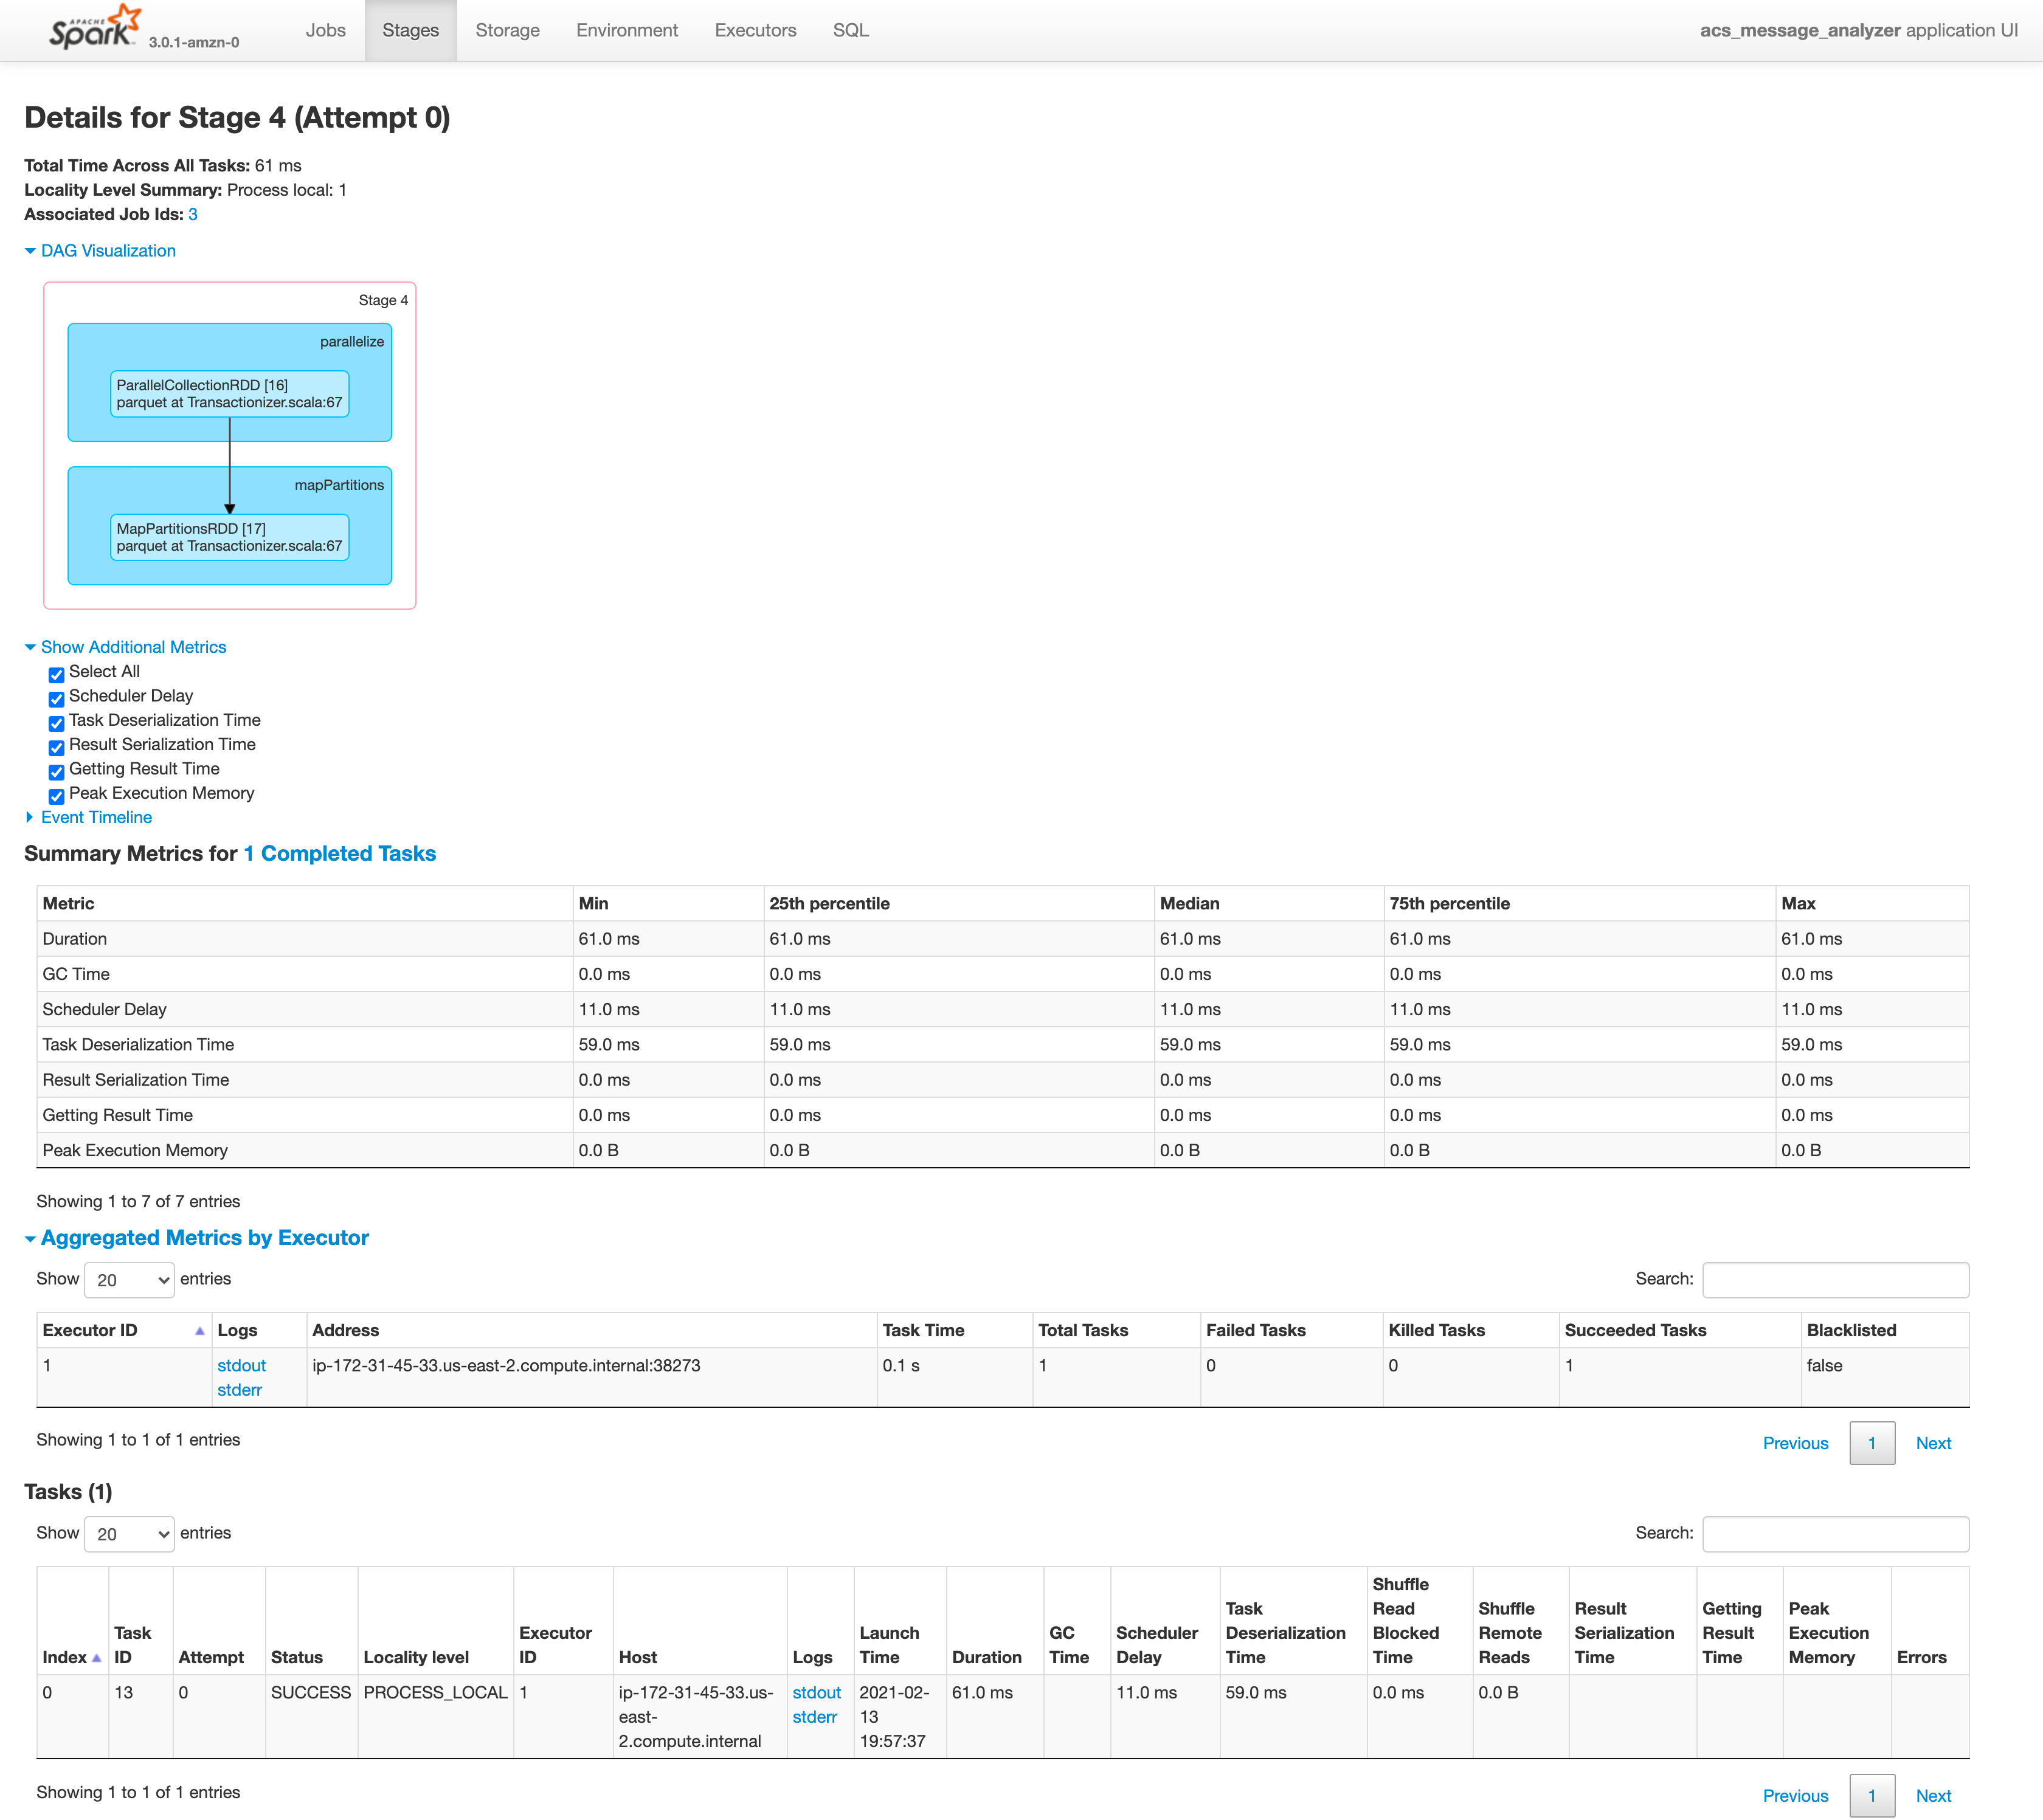 APACHE Spark 3.0.1-amzn-0 Jobs Stages Storage Environment Executors SQL acs_message_analyzer application UI
Details for Stage 4 (Attempt 0)
Total Time Across All Tasks: 61 ms
Locality Level Summary: Process local: 1
Associated Job Ids: 3
DAG Visualization
Stage 4
parallelize
ParallelCollectionRDD [16]
parquet at Transactionizer.scala:67
mapPartitions
MapPartitionsRDD [17]
parquet at Transactionizer.scala:67
Show Additional Metrics
Select All
Scheduler Delay
Task Deserialization Time
Result Serialization Time
Getting Result Time
Peak Execution Memory
Event Timeline
Summary Metrics for 1 Completed Tasks
Metric Min 25th percentile Median 75th percentile Max
Duration 61.0 ms 61.0 ms 61.0 ms 61.0 ms 61.0 ms
GC Time 0.0 ms 0.0 ms 0.0 ms 0.0 ms 0.0 ms
Scheduler Delay 11.0 ms 11.0 ms 11.0 ms 11.0 ms 11.0 ms
Task Deserialization Time 59.0 ms 59.0 ms 59.0 ms 59.0 ms 59.0 ms
Result Serialization Time 0.0 ms 0.0 ms 0.0 ms 0.0 ms 0.0 ms
Getting Result Time 0.0 ms 0.0 ms 0.0 ms 0.0 ms 0.0 ms
Peak Execution Memory 0.0 B 0.0 B 0.0 B 0.0 B 0.0 B
Showing 1 to 7 of 7 entries
Aggregated Metrics by Executor
Show 20 entries Search:
Executor ID Logs Address Task Time Total Tasks Failed Tasks Killed Tasks Succeeded Tasks Blacklisted
1 stdout ip-172-31-45-33.us-east-2.compute.internal:38273 0.1 s 1 0 0 1 false
stderr
Showing 1 to 1 of 1 entries Previous 1 Next
Tasks (1)
Show 20 entries Search:
Index Task ID Attempt Status Locality level Executor ID Host Logs Launch Time Duration GC Time Scheduler Delay Task Deserialization Time Shuffle Read Blocked Time Shuffle Remote Reads Result Serialization Time Getting Result Time Peak Execution Memory Errors
0 13 0 SUCCESS PROCESS_LOCAL 1 ip-172-31-45-33.us- stdout 2021-02- 61.0 ms 11.0 ms 59.0 ms 0.0 ms 0.0 B
east- stderr 13
2.compute.internal 19:57:37
Showing 1 to 1 of 1 entries Previous 1 Next